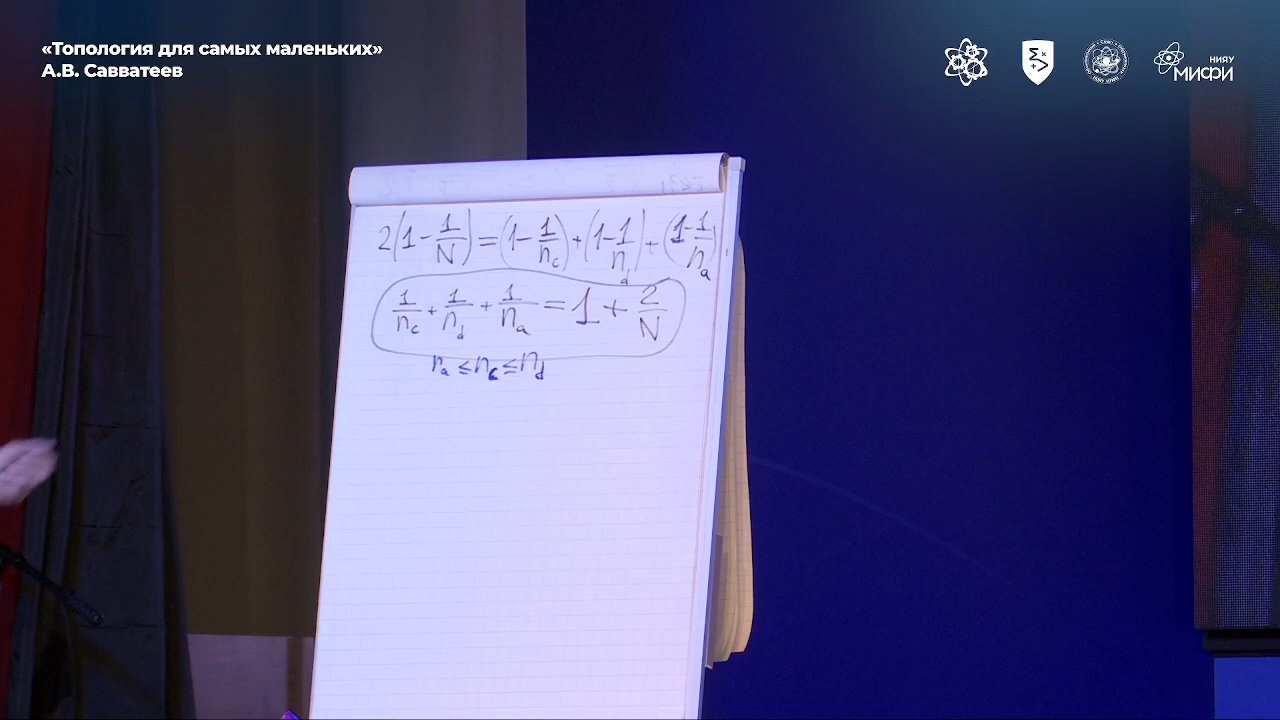 «Топология для самых маленьких»
А.В. Савватеев
НИЯУ
МИФИ
2(1 - 1/N) = (1 - 1/n_c) + (1 - 1/n_d) + (1 - 1/n_a)
1/n_c + 1/n_d + 1/n_a = 1 + 2/N
n_a ≤ n_c ≤ n_d